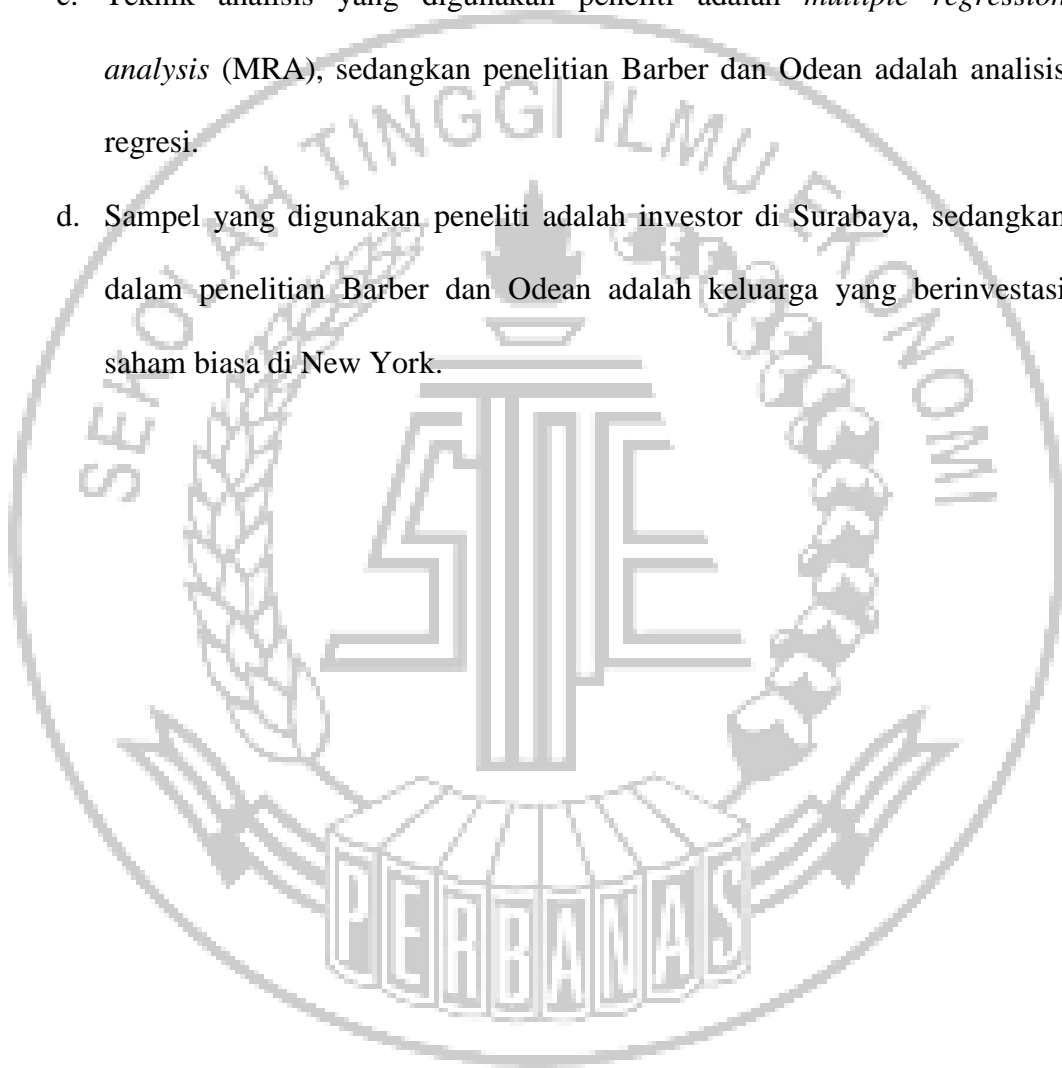 c. Teknik analisis yang digunakan peneliti adalah multiple regression
analysis (MRA), sedangkan penelitian Barber dan Odean adalah analisis
regresi.
d. Sampel yang digunakan peneliti adalah investor di Surabaya, sedangkan
dalam penelitian Barber dan Odean adalah keluarga yang berinvestasi
saham biasa di New York.
SEKOLAH TINGGI ILMU EKONOMI
STIE
PERBANAS